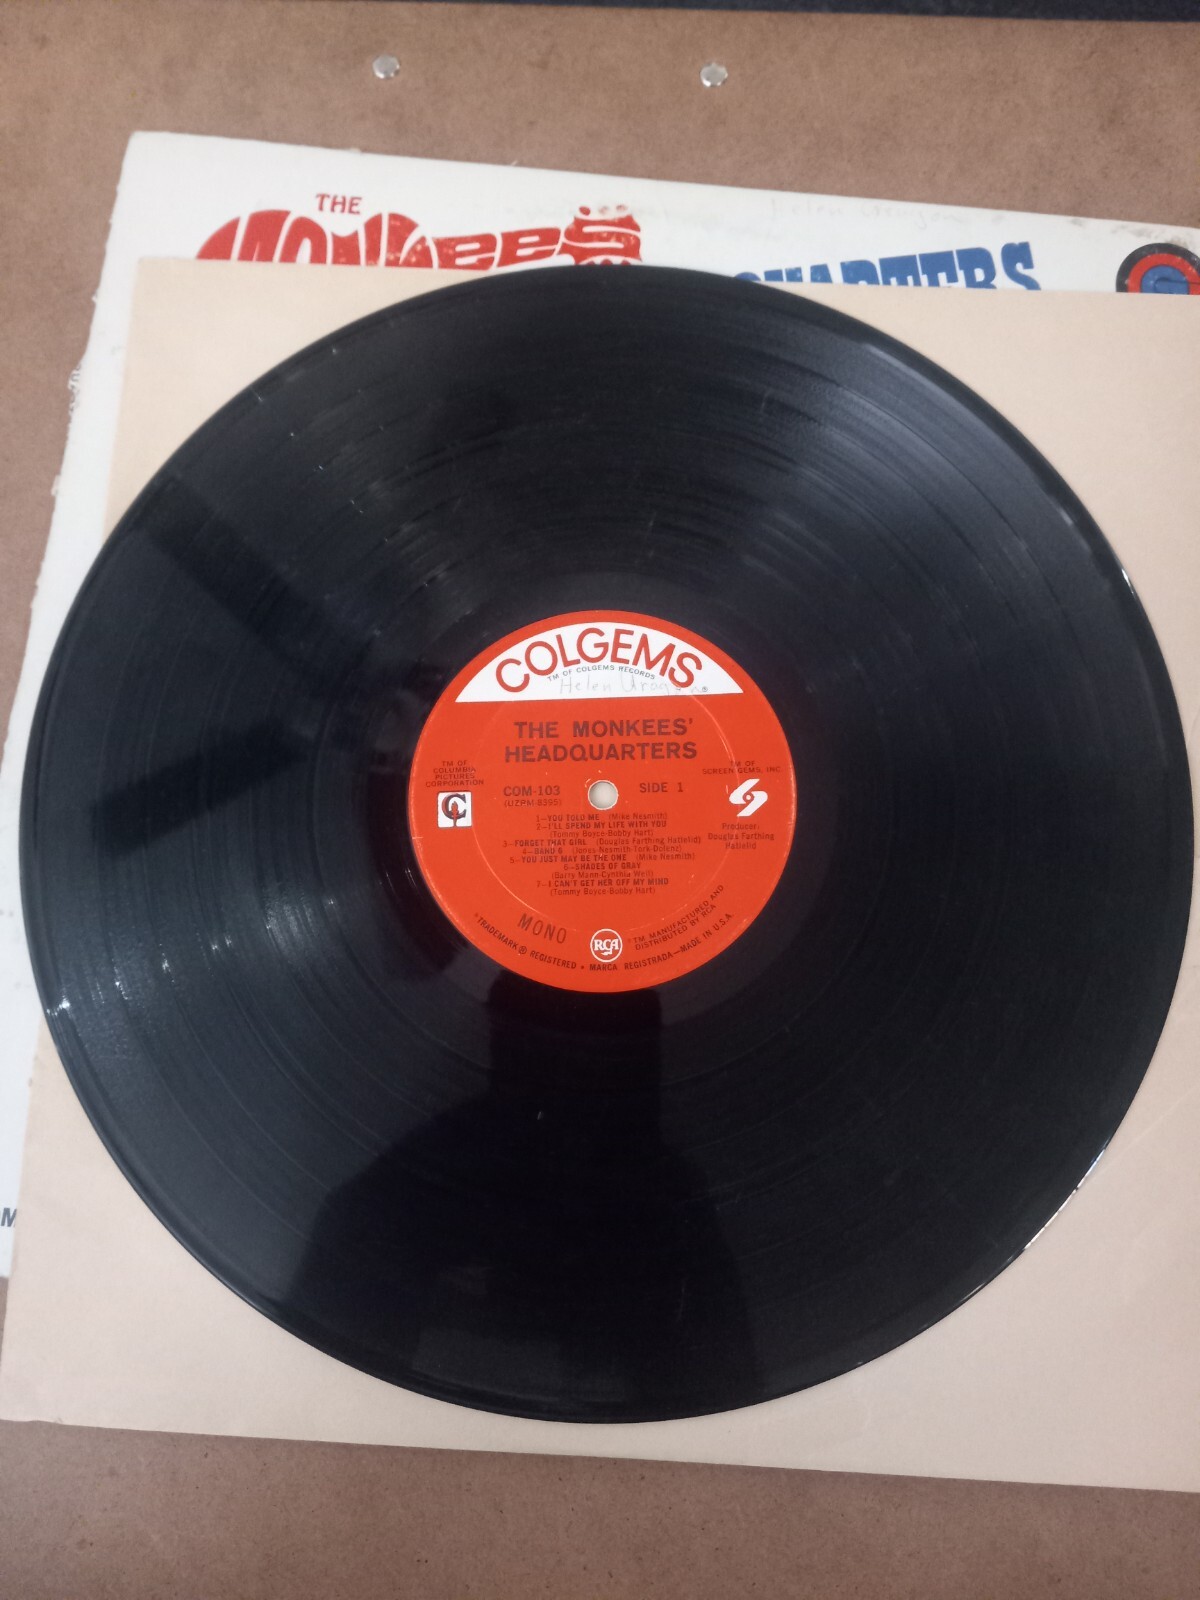 THE
MONKEES
COLGEMS
TM OF COLGEMS RECORDS
Helen
®
THE MONKEES'
HEADQUARTERS
TM OF
COLUMBIA
PICTURES
CORPORATION
TM OF
SCREEN GEMS, INC.
COM-103
(UZRM-8395)
SIDE 1
1—YOU TOLD ME (Mike Nesmith)
2—I'LL SPEND MY LIFE WITH YOU
(Tommy Boyce-Bobby Hart)
3—FORGET THAT GIRL (Douglas Farthing Hatlelid)
4—BAND 6 (Jones-Nesmith-Tork-Dolenz)
5—YOU JUST MAY BE THE ONE (Mike Nesmith)
6—SHADES OF GRAY
(Barry Mann-Cynthia Weil)
7—I CAN'T GET HER OFF MY MIND
(Tommy Boyce-Bobby Hart)
Producer:
Douglas Farthing
Hatlelid
MONO
RCA
TRADEMARK ® REGISTERED • MARCA REGISTRADA—MADE IN U.S.A.
TM MANUFACTURED AND
DISTRIBUTED BY RCA